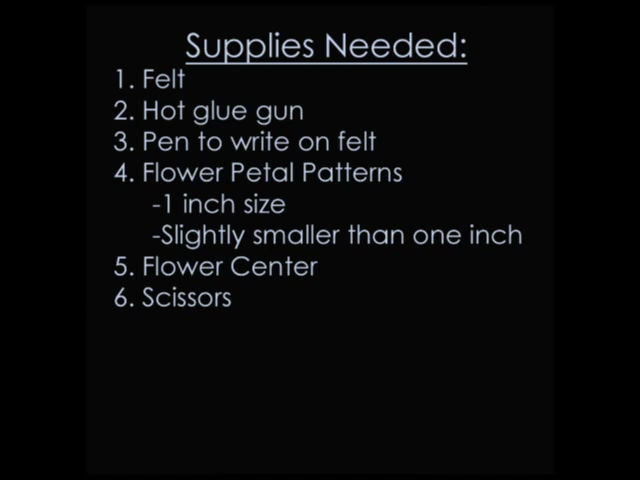 Supplies Needed:
1. Felt
2. Hot glue gun
3. Pen to write on felt
4. Flower Petal Patterns
-1 inch size
-Slightly smaller than one inch
5. Flower Center
6. Scissors